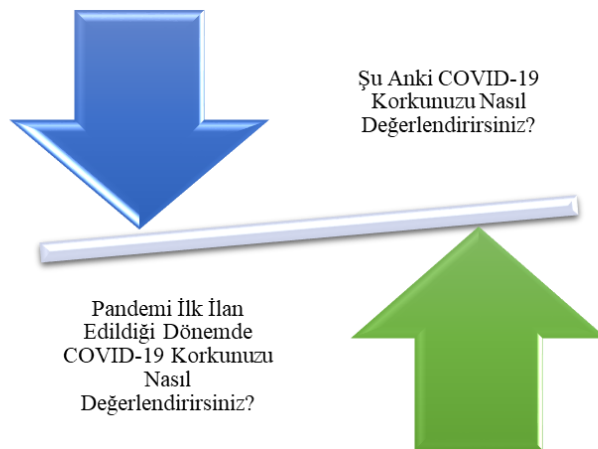 Şu Anki COVID-19
Korkunuzu Nasıl
Değerlendirirsiniz?
Pandemi İlk İlan
Edildiği Dönemde
COVID-19 Korkunuzu
Nasıl
Değerlendirirsiniz?